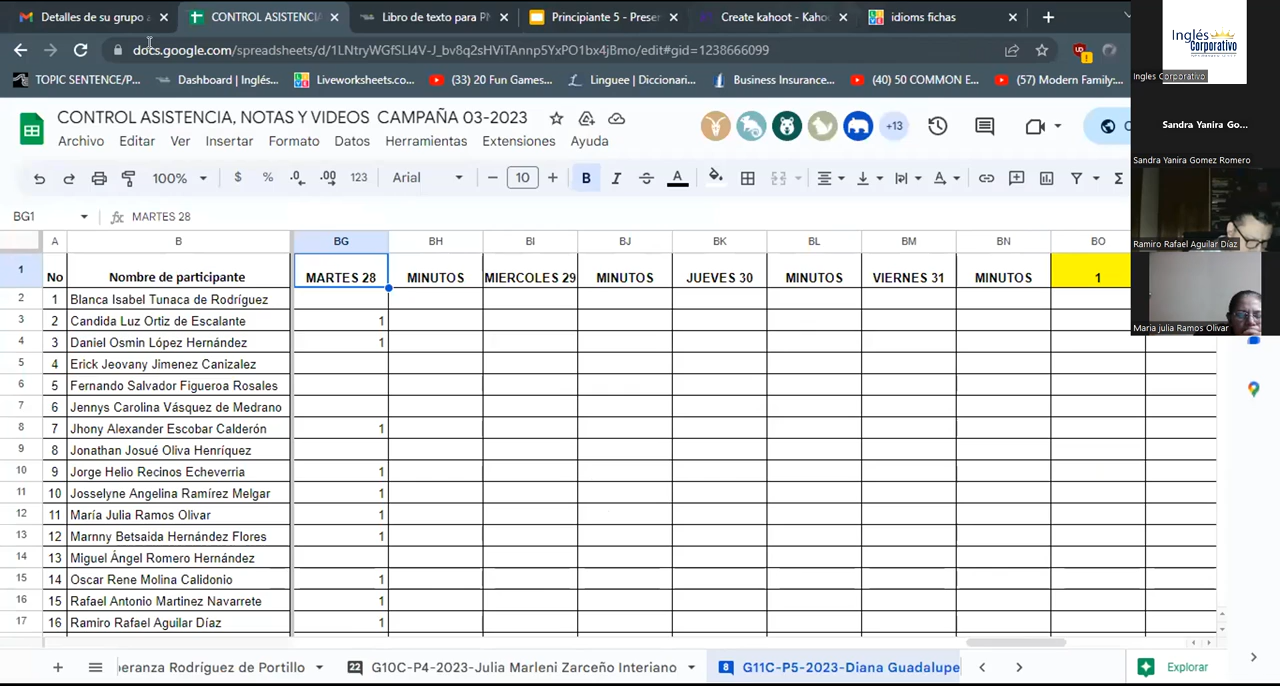 Detalles de su grupo a
CONTROL ASISTENCIA
Libro de texto para PN
Principiante 5 - Preser
Create kahoot - Kahoo
idioms fichas
docs.google.com/spreadsheets/d/1LNtryWGfSLI4V-J_bv8q2sHViTAnnp5YxPO1bx4jBmo/edit#gid=1238666099
TOPIC SENTENCE/P...
Dashboard | Inglés...
Liveworksheets.co...
(33) 20 Fun Games...
Linguee | Diccionari...
Business Insurance...
(40) 50 COMMON E...
(57) Modern Family:...
CONTROL ASISTENCIA, NOTAS Y VIDEOS CAMPAÑA 03-2023
Archivo Editar Ver Insertar Formato Datos Herramientas Extensiones Ayuda
+13
100% $ % .0 .00 123 Arial 10 B I A
BG1 fx MARTES 28
A B BG BH BI BJ BK BL BM BN BO
1 No Nombre de participante MARTES 28 MINUTOS MIERCOLES 29 MINUTOS JUEVES 30 MINUTOS VIERNES 31 MINUTOS 1
2 1 Blanca Isabel Tunaca de Rodríguez
3 2 Candida Luz Ortiz de Escalante 1
4 3 Daniel Osmin López Hernández 1
5 4 Erick Jeovany Jimenez Canizalez
6 5 Fernando Salvador Figueroa Rosales
7 6 Jennys Carolina Vásquez de Medrano
8 7 Jhony Alexander Escobar Calderón 1
9 8 Jonathan Josué Oliva Henríquez
10 9 Jorge Helio Recinos Echeverria 1
11 10 Josselyne Angelina Ramírez Melgar 1
12 11 María Julia Ramos Olivar 1
13 12 Marnny Betsaida Hernández Flores 1
14 13 Miguel Ángel Romero Hernández
15 14 Oscar Rene Molina Calidonio 1
16 15 Rafael Antonio Martinez Navarrete 1
17 16 Ramiro Rafael Aguilar Díaz 1
peranza Rodríguez de Portillo
22 G10C-P4-2023-Julia Marleni Zarceño Interiano
8 G11C-P5-2023-Diana Guadalupe
Explorar
Inglés
Corporativo
Ingles Corporativo
Sandra Yanira Go...
Sandra Yanira Gomez Romero
Ramiro Rafael Aguilar Díaz
Maria julia Ramos Olivar